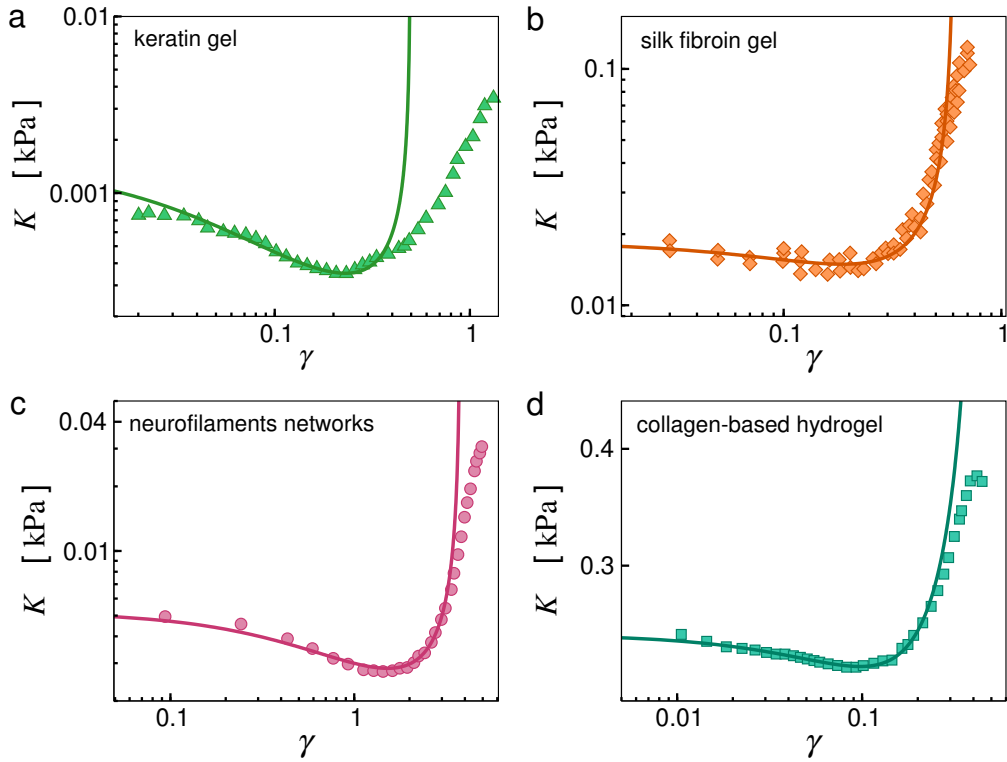 a
keratin gel
0.01
0.001
K [kPa]
0.1
1
γ
b
silk fibroin gel
0.1
0.01
K [kPa]
0.1
1
γ
c
neurofilaments networks
0.04
0.01
K [kPa]
0.1
1
γ
d
collagen-based hydrogel
0.4
0.3
K [kPa]
0.01
0.1
γ